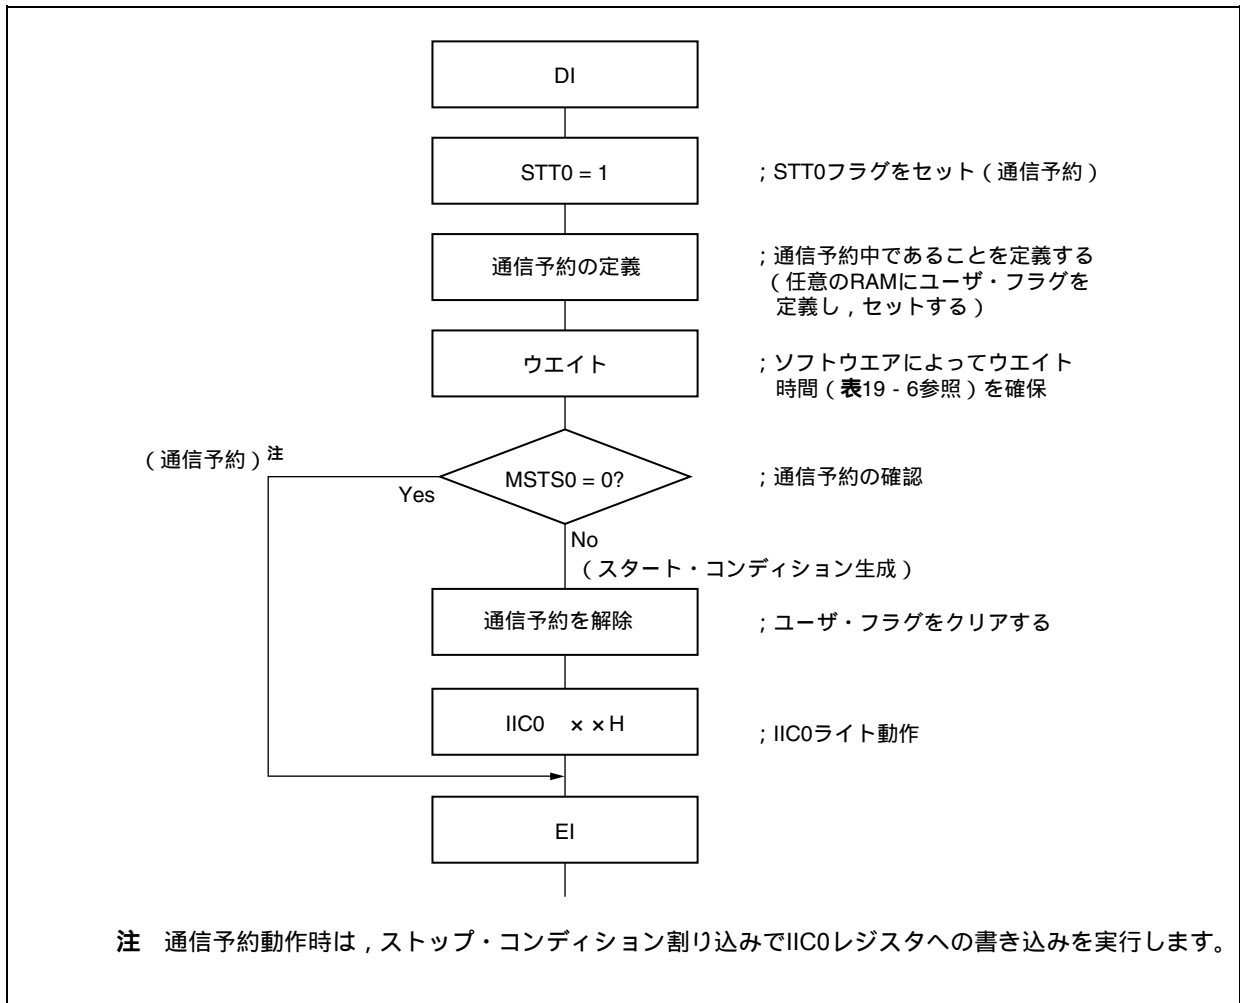 DI
STT0 = 1
；STT0フラグをセット（通信予約）
通信予約の定義
；通信予約中であることを定義する
（任意のRAMにユーザ・フラグを
定義し，セットする）
ウエイト
；ソフトウエアによってウエイト
時間（表19 - 6参照）を確保
（通信予約）注
MSTS0 = 0?
；通信予約の確認
Yes
No
（スタート・コンディション生成）
通信予約を解除
；ユーザ・フラグをクリアする
IIC0　××H
；IIC0ライト動作
EI
注　通信予約動作時は，ストップ・コンディション割り込みでIIC0レジスタへの書き込みを実行します。